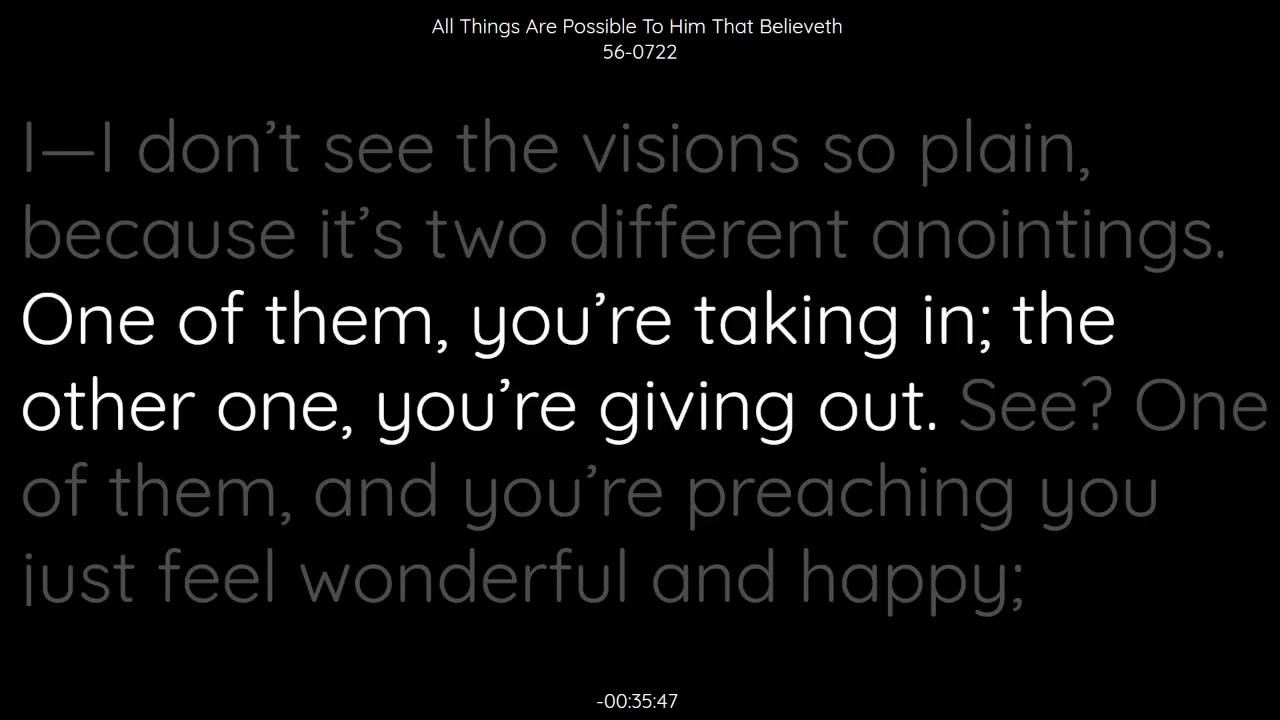 All Things Are Possible To Him That Believeth
56-0722
I—I don’t see the visions so plain,
because it’s two different anointings.
One of them, you’re taking in; the
other one, you’re giving out. See? One
of them, and you’re preaching you
just feel wonderful and happy;
-00:35:47